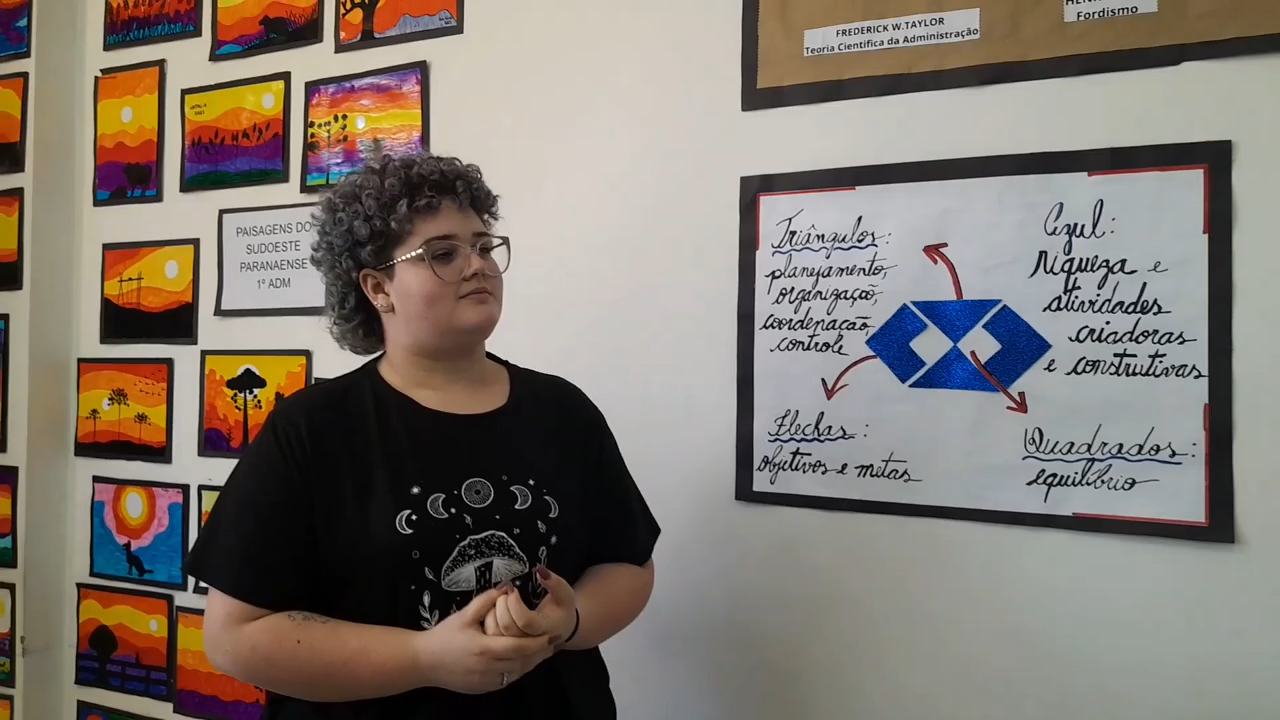 FREDERICK W.TAYLOR
Teoria Cientifica da Administração
Fordismo
PAISAGENS DO
SUDOESTE
PARANAENSE
1º ADM
Triângulos:
planejamento,
organização,
coordenação,
controle
Azul:
riqueza e
atividades
criadoras
e construtivas
Flechas:
objetivos e metas
Quadrados:
equilíbrio